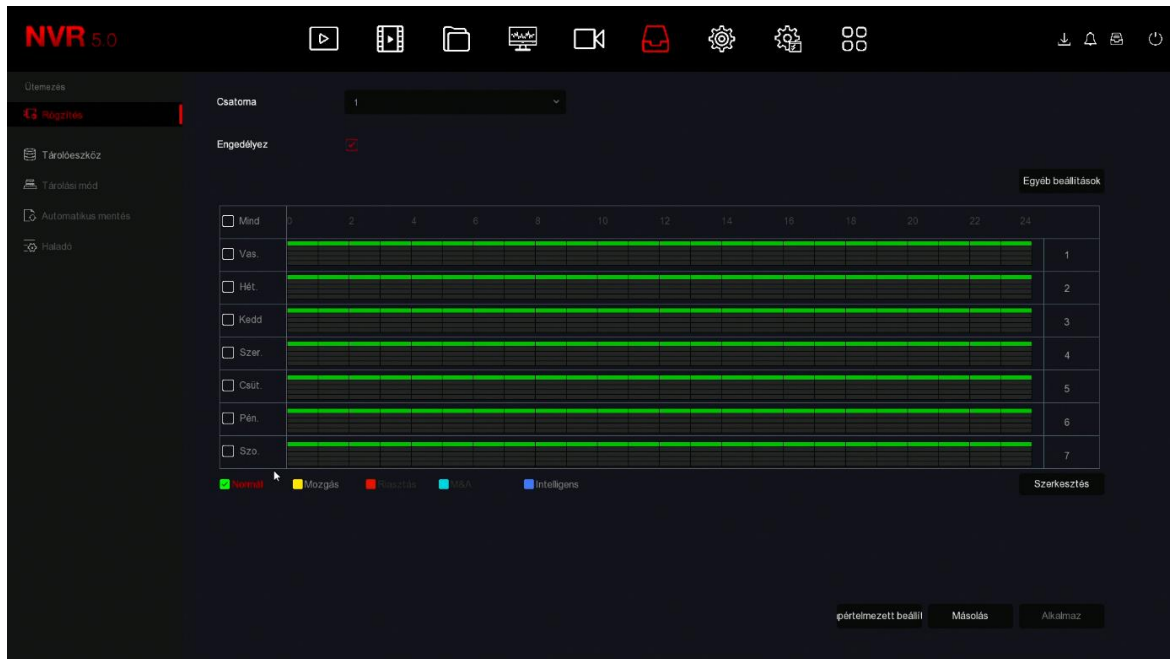 NVR 5.0
Ütemezés
Rögzítés
Tárolóeszköz
Tárolási mód
Automatikus mentés
Haladó
Csatorna 1
Engedélyez
Egyéb beállítások
Mind 0 2 4 6 8 10 12 14 16 18 20 22 24
Vas. 1
Hét. 2
Kedd 3
Szer. 4
Csüt. 5
Pén. 6
Szo. 7
Normál Mozgás Riasztás M&A Intelligens
Szerkesztés
pértelmezett beállít Másolás Alkalmaz